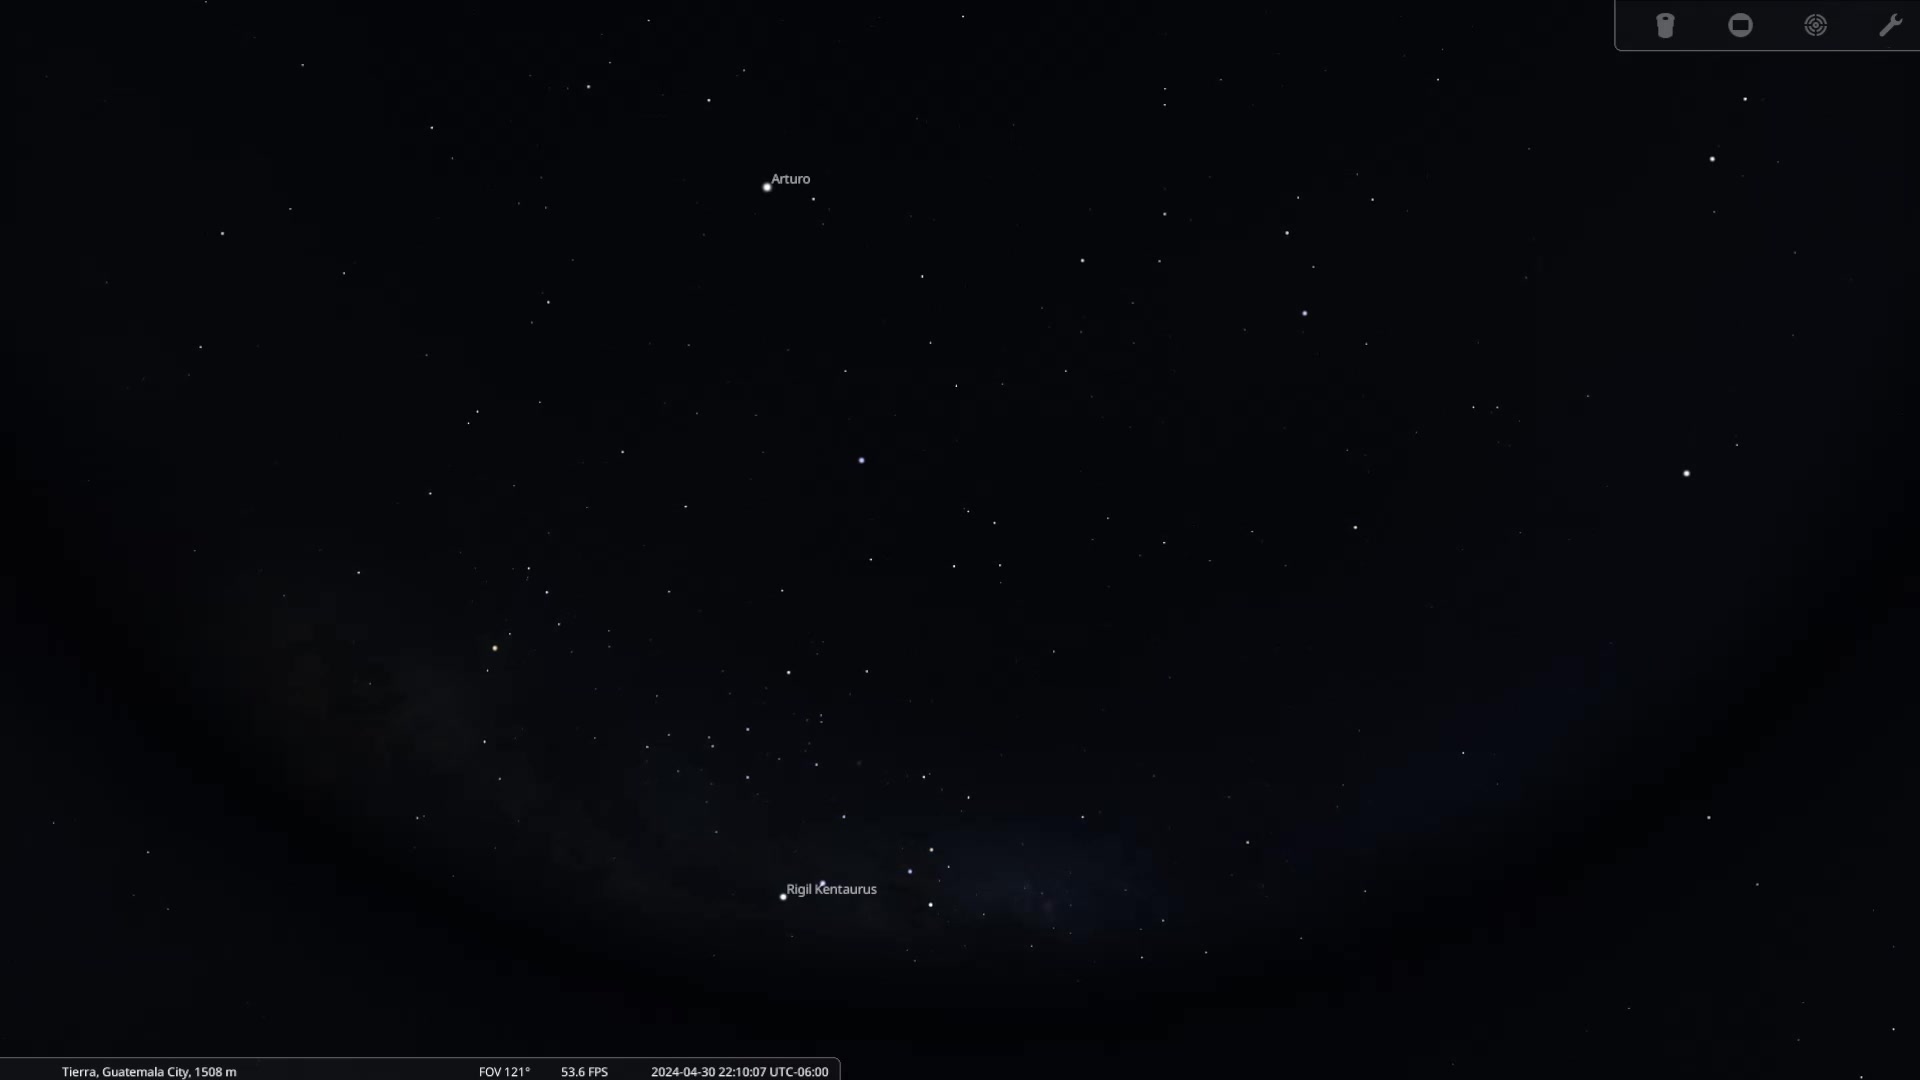 Arturo
Rigil Kentaurus
Tierra, Guatemala City, 1508 m FOV 121° 53.6 FPS 2024-04-30 22:10:07 UTC-06:00